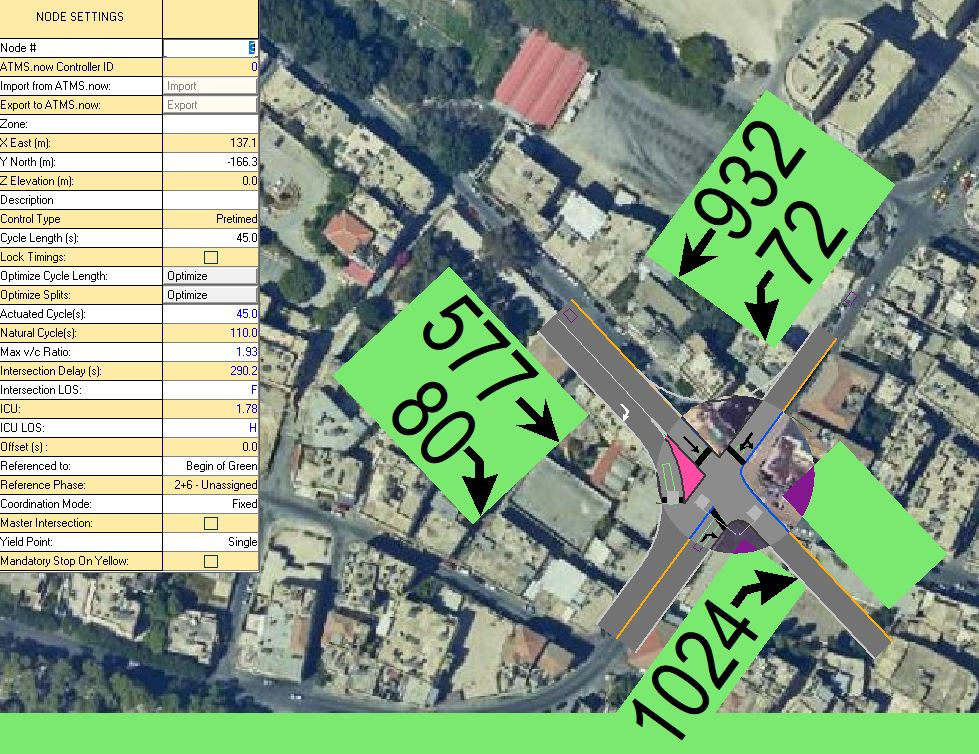 NODE SETTINGS
Node #
ATMS.now Controller ID 0
Import from ATMS.now: Import
Export to ATMS.now: Export
Zone:
X East (m): 137.1
Y North (m): -166.3
Z Elevation (m): 0.0
Description
Control Type Pretimed
Cycle Length (s): 45.0
Lock Timings:
Optimize Cycle Length: Optimize
Optimize Splits: Optimize
Actuated Cycle(s): 45.0
Natural Cycle(s): 110.0
Max v/c Ratio: 1.93
Intersection Delay (s): 290.2
Intersection LOS: F
ICU: 1.78
ICU LOS: H
Offset (s) : 0.0
Referenced to: Begin of Green
Reference Phase: 2+6 - Unassigned
Coordination Mode: Fixed
Master Intersection:
Yield Point: Single
Mandatory Stop On Yellow:
932
72
577
80
1024